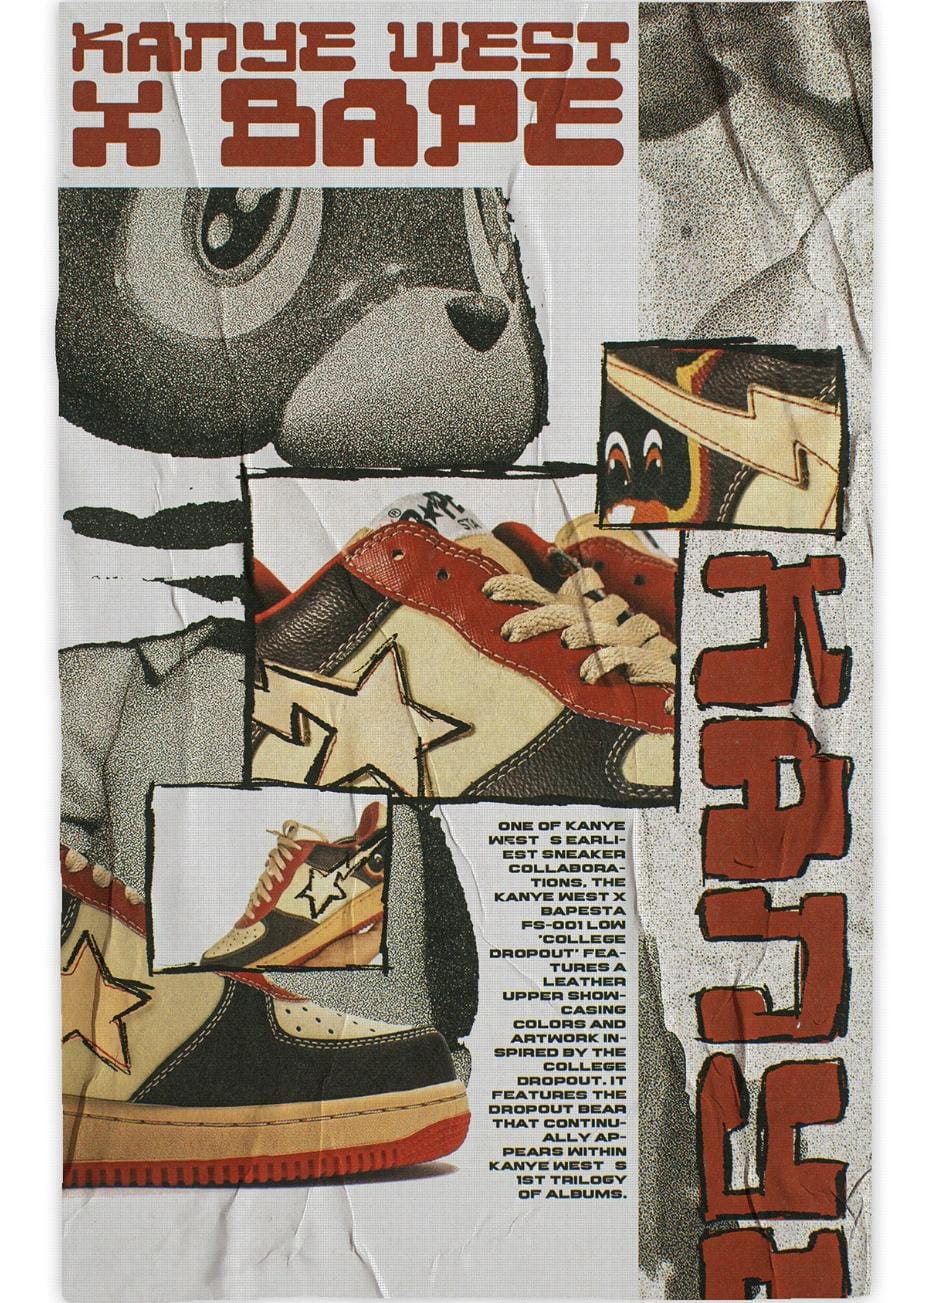 KANYE WEST
X BAPE
ONE OF KANYE
WEST S EARLI-
EST SNEAKER
COLLABORA-
TIONS, THE
KANYE WEST X
BAPESTA
FS-001 LOW
'COLLEGE
DROPOUT' FEA-
TURES A
LEATHER
UPPER SHOW-
CASING
COLORS AND
ARTWORK IN-
SPIRED BY THE
COLLEGE
DROPOUT. IT
FEATURES THE
DROPOUT BEAR
THAT CONTINU-
ALLY AP-
PEARS WITHIN
KANYE WEST S
1ST TRILOGY
OF ALBUMS.
KANYE